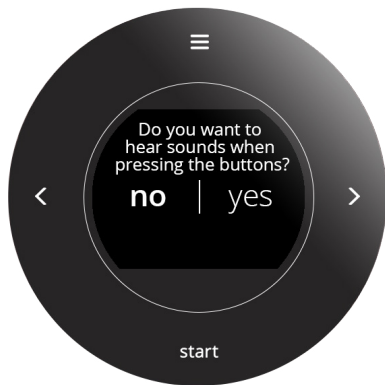 Do you want to
hear sounds when
pressing the buttons?
no | yes
start